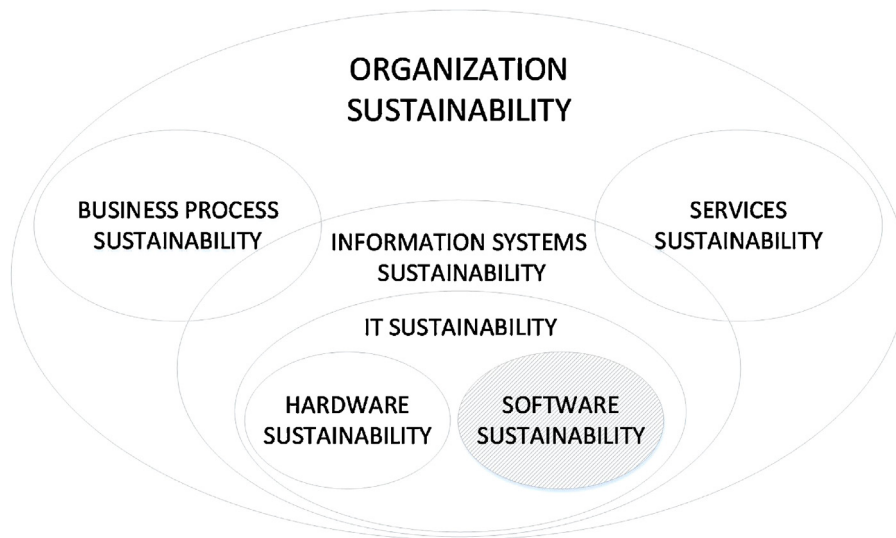 ORGANIZATION
SUSTAINABILITY
BUSINESS PROCESS
SUSTAINABILITY
SERVICES
SUSTAINABILITY
INFORMATION SYSTEMS
SUSTAINABILITY
IT SUSTAINABILITY
HARDWARE
SUSTAINABILITY
SOFTWARE
SUSTAINABILITY